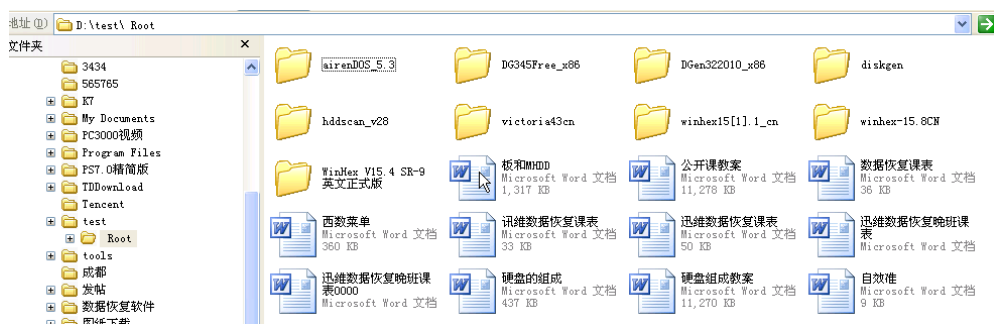 地址(D) D:\test\ Root
文件夹
3434
565765
K7
My Documents
PC3000视频
Program Files
PS7.0精简版
TDDownload
Tencent
test
Root
tools
成都
发帖
数据恢复软件
图纸下载
airenDOS_5.3
DG345Free_x86
DGen322010_x86
diskgen
hddscan_v28
victoria43cn
winhex15[1].1_cn
winhex-15.8CN
WinHex V15.4 SR-9
英文正式版
板和MHDD
Microsoft Word 文档
1,317 KB
公开课教案
Microsoft Word 文档
11,278 KB
数据恢复课表
Microsoft Word 文档
36 KB
西数菜单
Microsoft Word 文档
360 KB
讯维数据恢复课表
Microsoft Word 文档
33 KB
迅维数据恢复课表
Microsoft Word 文档
50 KB
迅维数据恢复晚班课
表
Microsoft Word 文档
迅维数据恢复晚班课
表0000
Microsoft Word 文档
硬盘的组成
Microsoft Word 文档
437 KB
硬盘组成教案
Microsoft Word 文档
11,270 KB
自效准
Microsoft Word 文档
9 KB